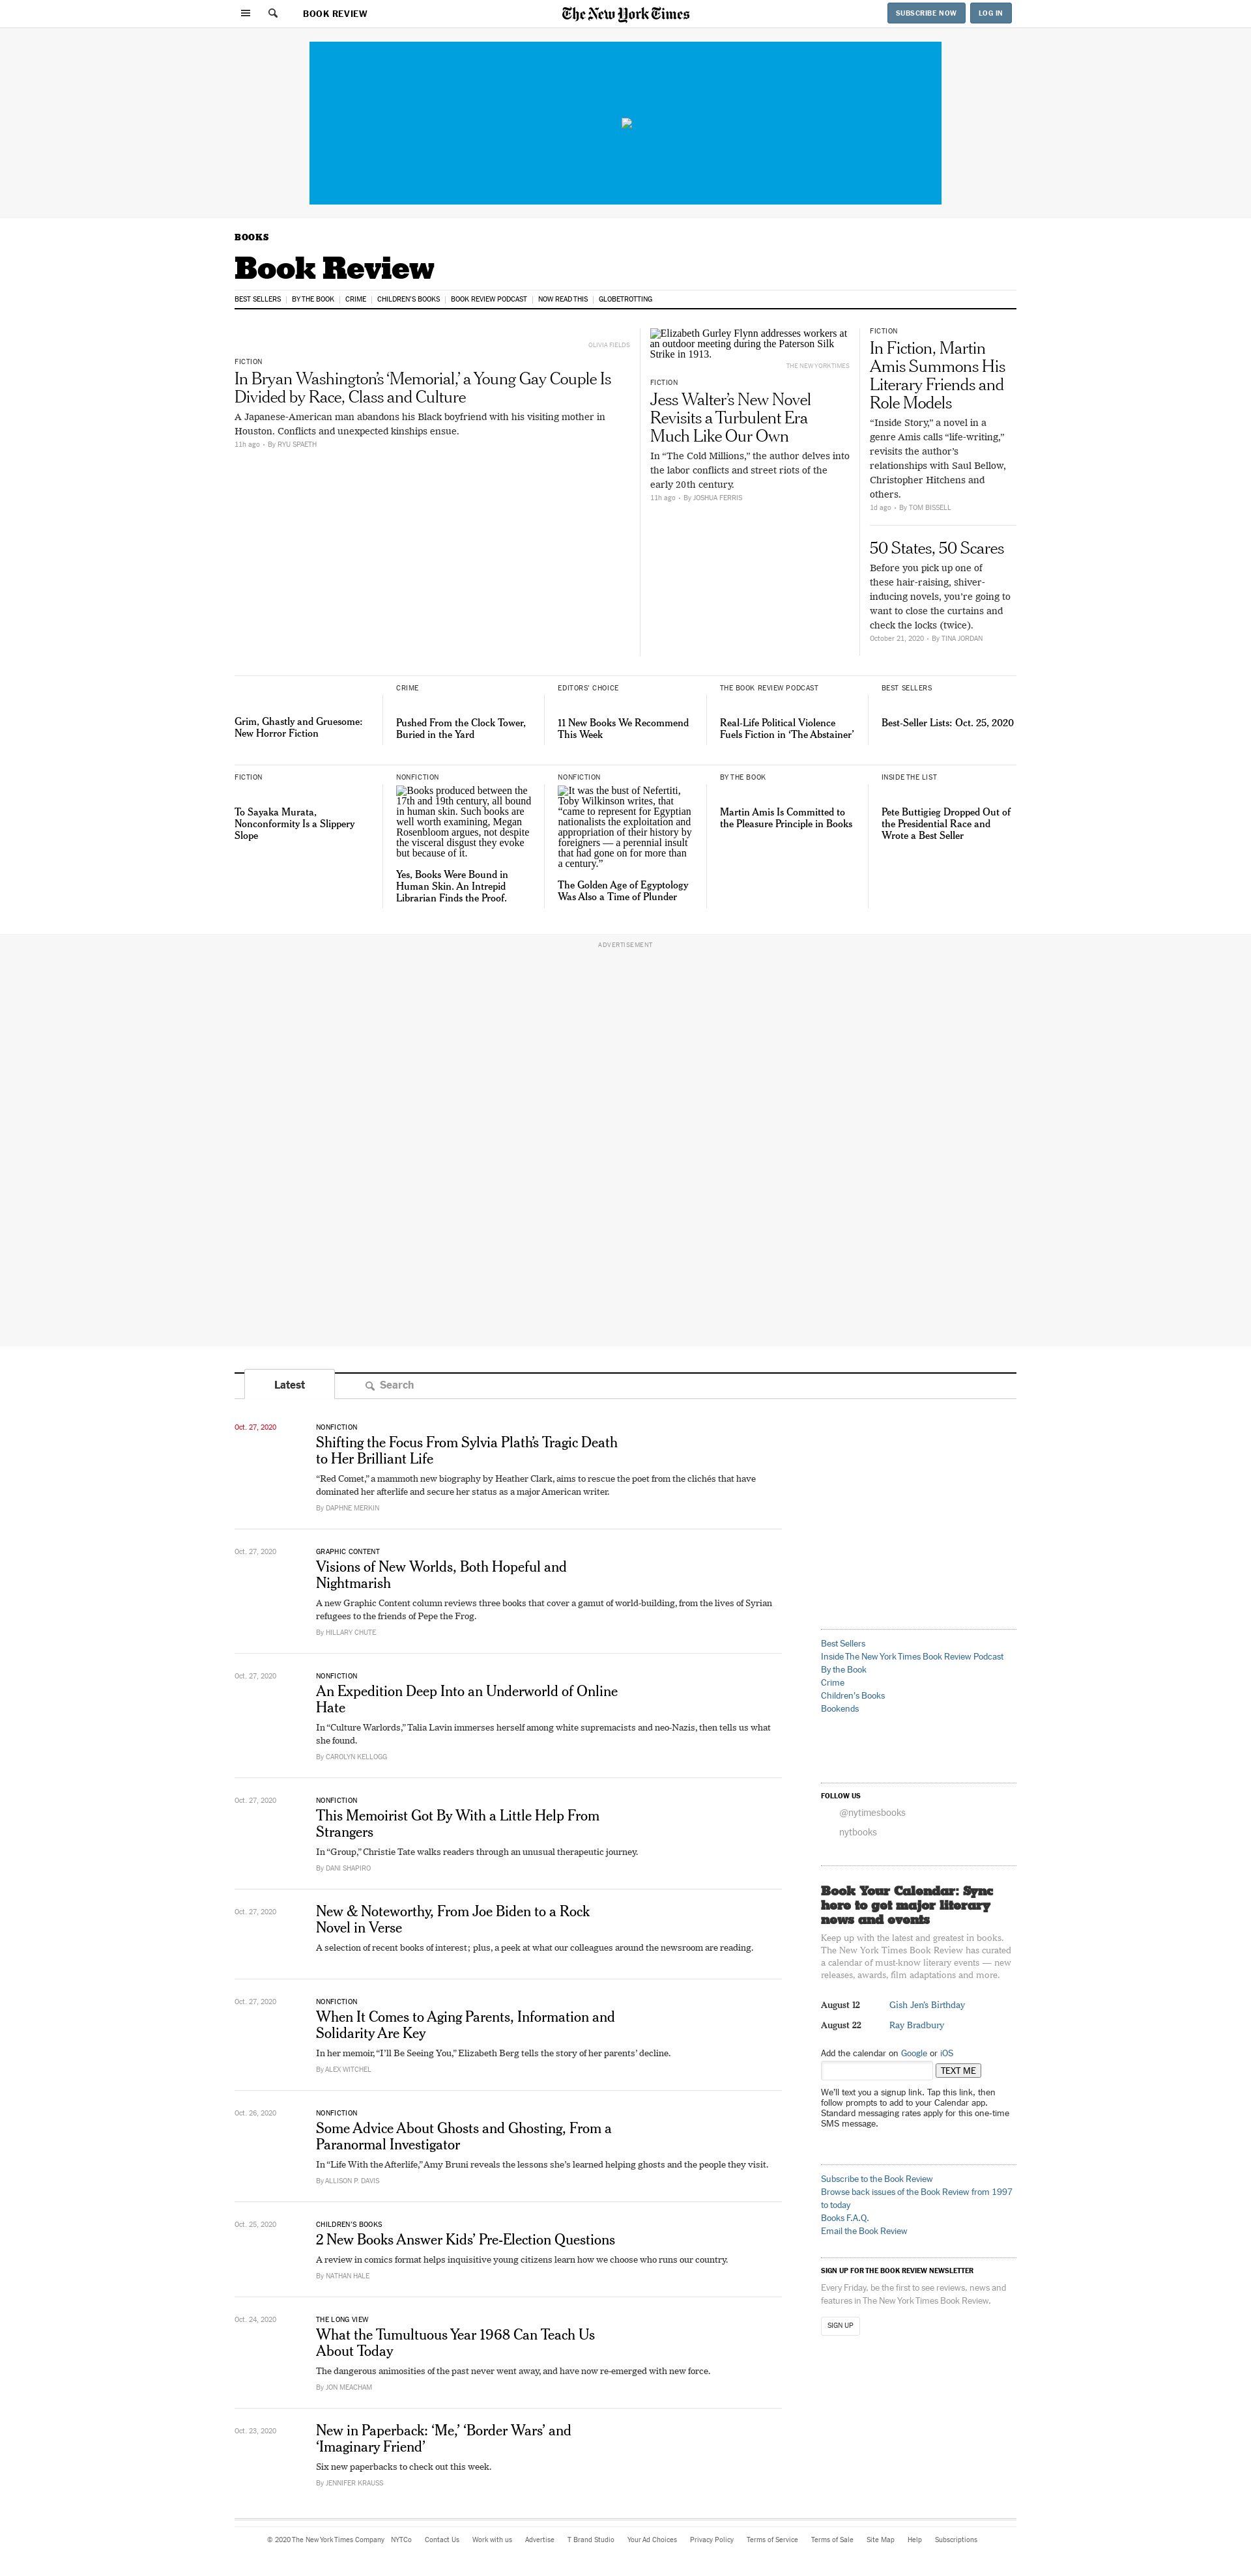 BOOK REVIEW
The New York Times
SUBSCRIBE NOW
LOG IN
BOOKS
Book Review
BEST SELLERS
BY THE BOOK
CRIME
CHILDREN'S BOOKS
BOOK REVIEW PODCAST
NOW READ THIS
GLOBETROTTING
OLIVIA FIELDS
FICTION
In Bryan Washington’s ‘Memorial,’ a Young Gay Couple Is
Divided by Race, Class and Culture
A Japanese-American man abandons his Black boyfriend with his visiting mother in
Houston. Conflicts and unexpected kinships ensue.
11h ago • By RYU SPAETH
Elizabeth Gurley Flynn addresses workers at
an outdoor meeting during the Paterson Silk
Strike in 1913.
THE NEW YORK TIMES
FICTION
Jess Walter’s New Novel
Revisits a Turbulent Era
Much Like Our Own
In “The Cold Millions,” the author delves into
the labor conflicts and street riots of the
early 20th century.
11h ago • By JOSHUA FERRIS
FICTION
In Fiction, Martin
Amis Summons His
Literary Friends and
Role Models
“Inside Story,” a novel in a
genre Amis calls “life-writing,”
revisits the author’s
relationships with Saul Bellow,
Christopher Hitchens and
others.
1d ago • By TOM BISSELL
50 States, 50 Scares
Before you pick up one of
these hair-raising, shiver-
inducing novels, you’re going to
want to close the curtains and
check the locks (twice).
October 21, 2020 • By TINA JORDAN
Grim, Ghastly and Gruesome:
New Horror Fiction
CRIME
Pushed From the Clock Tower,
Buried in the Yard
EDITORS’ CHOICE
11 New Books We Recommend
This Week
THE BOOK REVIEW PODCAST
Real-Life Political Violence
Fuels Fiction in ‘The Abstainer’
BEST SELLERS
Best-Seller Lists: Oct. 25, 2020
FICTION
To Sayaka Murata,
Nonconformity Is a Slippery
Slope
NONFICTION
Books produced between the
17th and 19th century, all bound
in human skin. Such books are
well worth examining, Megan
Rosenbloom argues, not despite
the visceral disgust they evoke
but because of it.
Yes, Books Were Bound in
Human Skin. An Intrepid
Librarian Finds the Proof.
NONFICTION
It was the bust of Nefertiti,
Toby Wilkinson writes, that
“came to represent for Egyptian
nationalists the exploitation and
appropriation of their history by
foreigners — a perennial insult
that had gone on for more than
a century.”
The Golden Age of Egyptology
Was Also a Time of Plunder
BY THE BOOK
Martin Amis Is Committed to
the Pleasure Principle in Books
INSIDE THE LIST
Pete Buttigieg Dropped Out of
the Presidential Race and
Wrote a Best Seller
ADVERTISEMENT
Latest
Search
Oct. 27, 2020
NONFICTION
Shifting the Focus From Sylvia Plath’s Tragic Death
to Her Brilliant Life
“Red Comet,” a mammoth new biography by Heather Clark, aims to rescue the poet from the clichés that have
dominated her afterlife and secure her status as a major American writer.
By DAPHNE MERKIN
Oct. 27, 2020
GRAPHIC CONTENT
Visions of New Worlds, Both Hopeful and
Nightmarish
A new Graphic Content column reviews three books that cover a gamut of world-building, from the lives of Syrian
refugees to the friends of Pepe the Frog.
By HILLARY CHUTE
Oct. 27, 2020
NONFICTION
An Expedition Deep Into an Underworld of Online
Hate
In “Culture Warlords,” Talia Lavin immerses herself among white supremacists and neo-Nazis, then tells us what
she found.
By CAROLYN KELLOGG
Oct. 27, 2020
NONFICTION
This Memoirist Got By With a Little Help From
Strangers
In “Group,” Christie Tate walks readers through an unusual therapeutic journey.
By DANI SHAPIRO
Oct. 27, 2020
New & Noteworthy, From Joe Biden to a Rock
Novel in Verse
A selection of recent books of interest; plus, a peek at what our colleagues around the newsroom are reading.
Oct. 27, 2020
NONFICTION
When It Comes to Aging Parents, Information and
Solidarity Are Key
In her memoir, “I’ll Be Seeing You,” Elizabeth Berg tells the story of her parents’ decline.
By ALEX WITCHEL
Oct. 26, 2020
NONFICTION
Some Advice About Ghosts and Ghosting, From a
Paranormal Investigator
In “Life With the Afterlife,” Amy Bruni reveals the lessons she’s learned helping ghosts and the people they visit.
By ALLISON P. DAVIS
Oct. 25, 2020
CHILDREN’S BOOKS
2 New Books Answer Kids’ Pre-Election Questions
A review in comics format helps inquisitive young citizens learn how we choose who runs our country.
By NATHAN HALE
Oct. 24, 2020
THE LONG VIEW
What the Tumultuous Year 1968 Can Teach Us
About Today
The dangerous animosities of the past never went away, and have now re-emerged with new force.
By JON MEACHAM
Oct. 23, 2020
New in Paperback: ‘Me,’ ‘Border Wars’ and
‘Imaginary Friend’
Six new paperbacks to check out this week.
By JENNIFER KRAUSS
Best Sellers
Inside The New York Times Book Review Podcast
By the Book
Crime
Children's Books
Bookends
FOLLOW US
@nytimesbooks
nytbooks
Book Your Calendar: Sync
here to get major literary
news and events
Keep up with the latest and greatest in books.
The New York Times Book Review has curated
a calendar of must-know literary events — new
releases, awards, film adaptations and more.
August 12 Gish Jen's Birthday
August 22 Ray Bradbury
Add the calendar on Google or iOS
TEXT ME
We’ll text you a signup link. Tap this link, then
follow prompts to add to your Calendar app.
Standard messaging rates apply for this one-time
SMS message.
Subscribe to the Book Review
Browse back issues of the Book Review from 1997
to today
Books F.A.Q.
Email the Book Review
SIGN UP FOR THE BOOK REVIEW NEWSLETTER
Every Friday, be the first to see reviews, news and
features in The New York Times Book Review.
SIGN UP
© 2020 The New York Times Company NYTCo Contact Us Work with us Advertise T Brand Studio Your Ad Choices Privacy Policy Terms of Service Terms of Sale Site Map Help Subscriptions